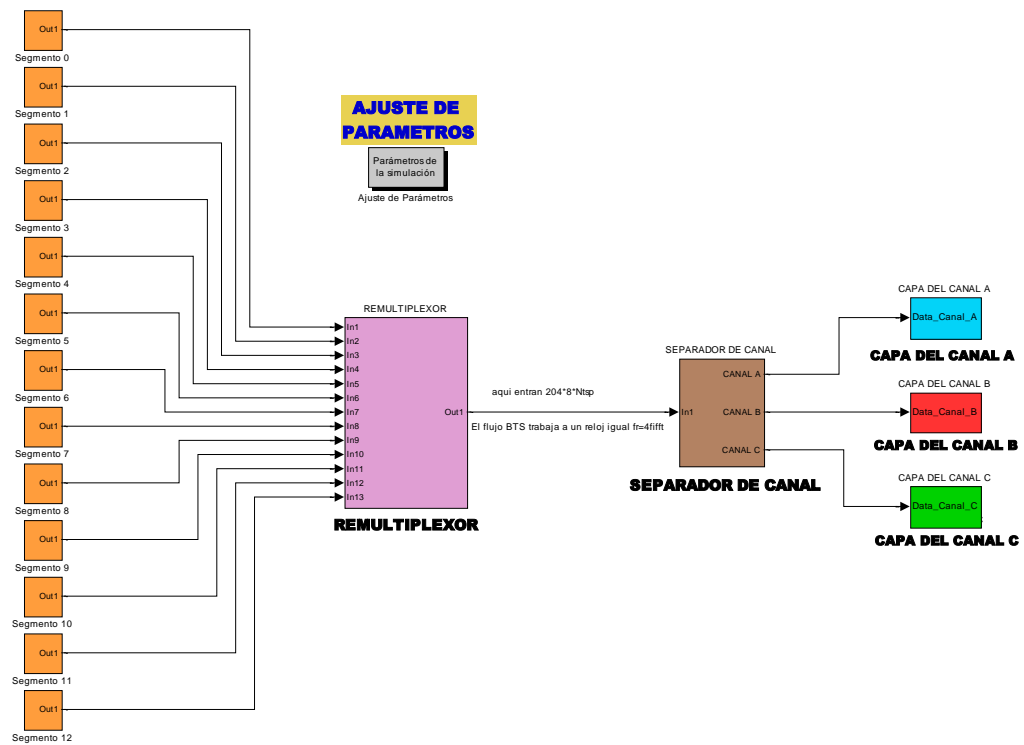 Out1
Segmento 0
Out1
Segmento 1
Out1
Segmento 2
Out1
Segmento 3
Out1
Segmento 4
Out1
Segmento 5
Out1
Segmento 6
Out1
Segmento 7
Out1
Segmento 8
Out1
Segmento 9
Out1
Segmento 10
Out1
Segmento 11
Out1
Segmento 12
AJUSTE DE
PARAMETROS
Parámetros de
la simulación
Ajuste de Parámetros
REMULTIPLEXOR
In1
In2
In3
In4
In5
In6
In7
In8
In9
In10
In11
In12
In13
Out1
REMULTIPLEXOR
aqui entran 204*8*Ntsp
El flujo BTS trabaja a un reloj igual fr=4fifft
SEPARADOR DE CANAL
In1
CANAL A
CANAL B
CANAL C
SEPARADOR DE CANAL
CAPA DEL CANAL A
Data_Canal_A
CAPA DEL CANAL A
CAPA DEL CANAL B
Data_Canal_B
CAPA DEL CANAL B
CAPA DEL CANAL C
Data_Canal_C
CAPA DEL CANAL C